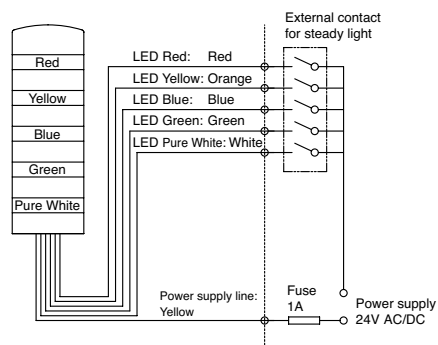 External contact
for steady light
Red
Yellow
Blue
Green
Pure White
LED Red: Red
LED Yellow: Orange
LED Blue: Blue
LED Green: Green
LED Pure White: White
Power supply line:
Yellow
Fuse
1A
Power supply
24V AC/DC